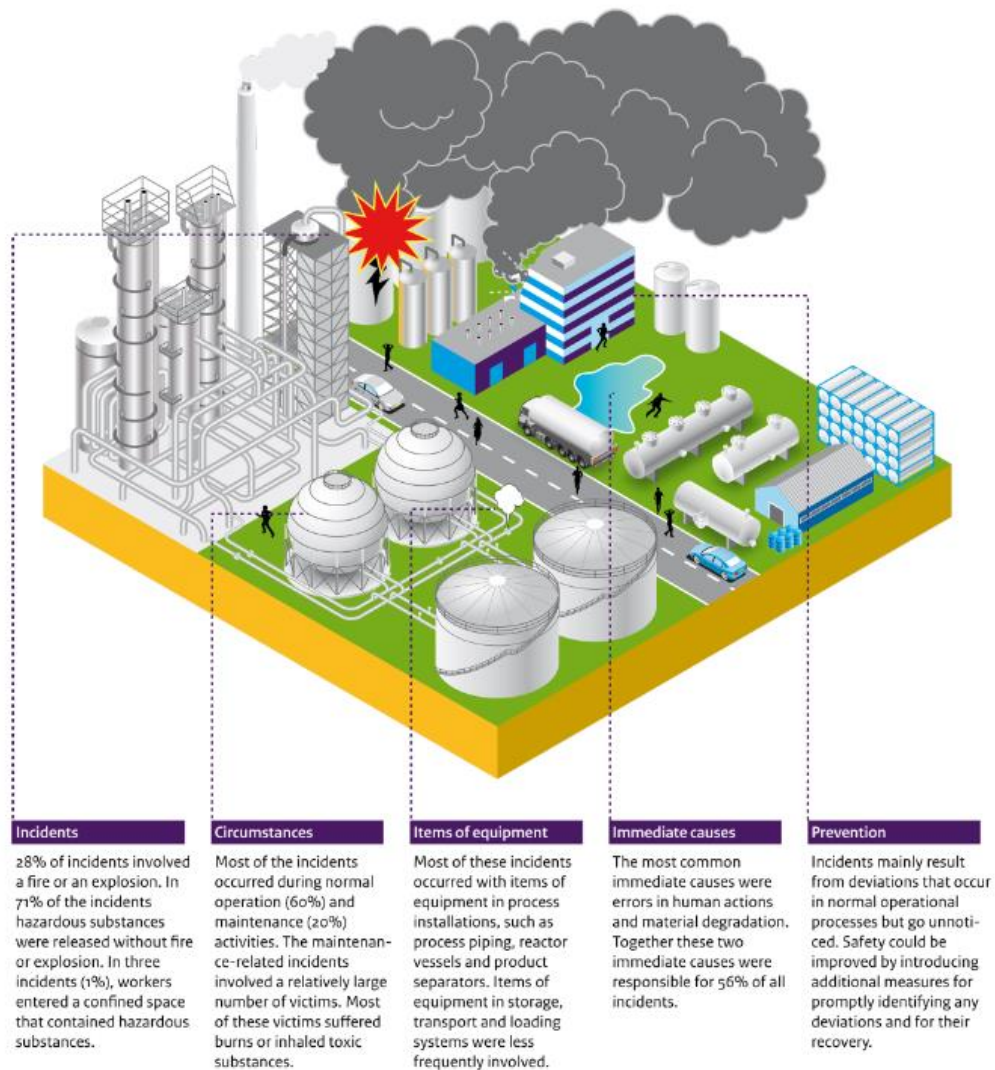 Incidents
28% of incidents involved
a fire or an explosion. In
71% of the incidents
hazardous substances
were released without fire
or explosion. In three
incidents (1%), workers
entered a confined space
that contained hazardous
substances.
Circumstances
Most of the incidents
occurred during normal
operation (60%) and
maintenance (20%)
activities. The maintenan-
ce-related incidents
involved a relatively large
number of victims. Most
of these victims suffered
burns or inhaled toxic
substances.
Items of equipment
Most of these incidents
occurred with items of
equipment in process
installations, such as
process piping, reactor
vessels and product
separators. Items of
equipment in storage,
transport and loading
systems were less
frequently involved.
Immediate causes
The most common
immediate causes were
errors in human actions
and material degradation.
Together these two
immediate causes were
responsible for 56% of all
incidents.
Prevention
Incidents mainly result
from deviations that occur
in normal operational
processes but go unnoti-
ced. Safety could be
improved by introducing
additional measures for
promptly identifying any
deviations and for their
recovery.